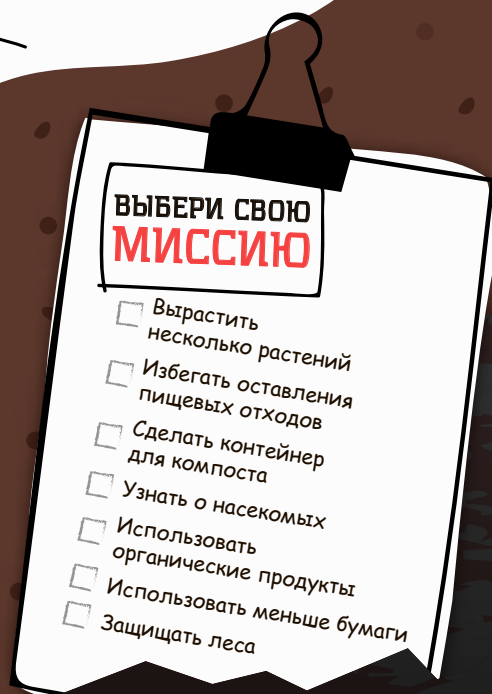 ВЫБЕРИ СВОЮ
МИССИЮ
Вырастить
несколько растений
Избегать оставления
пищевых отходов
Сделать контейнер
для компоста
Узнать о насекомых
Использовать
органические продукты
Использовать меньше бумаги
Защищать леса